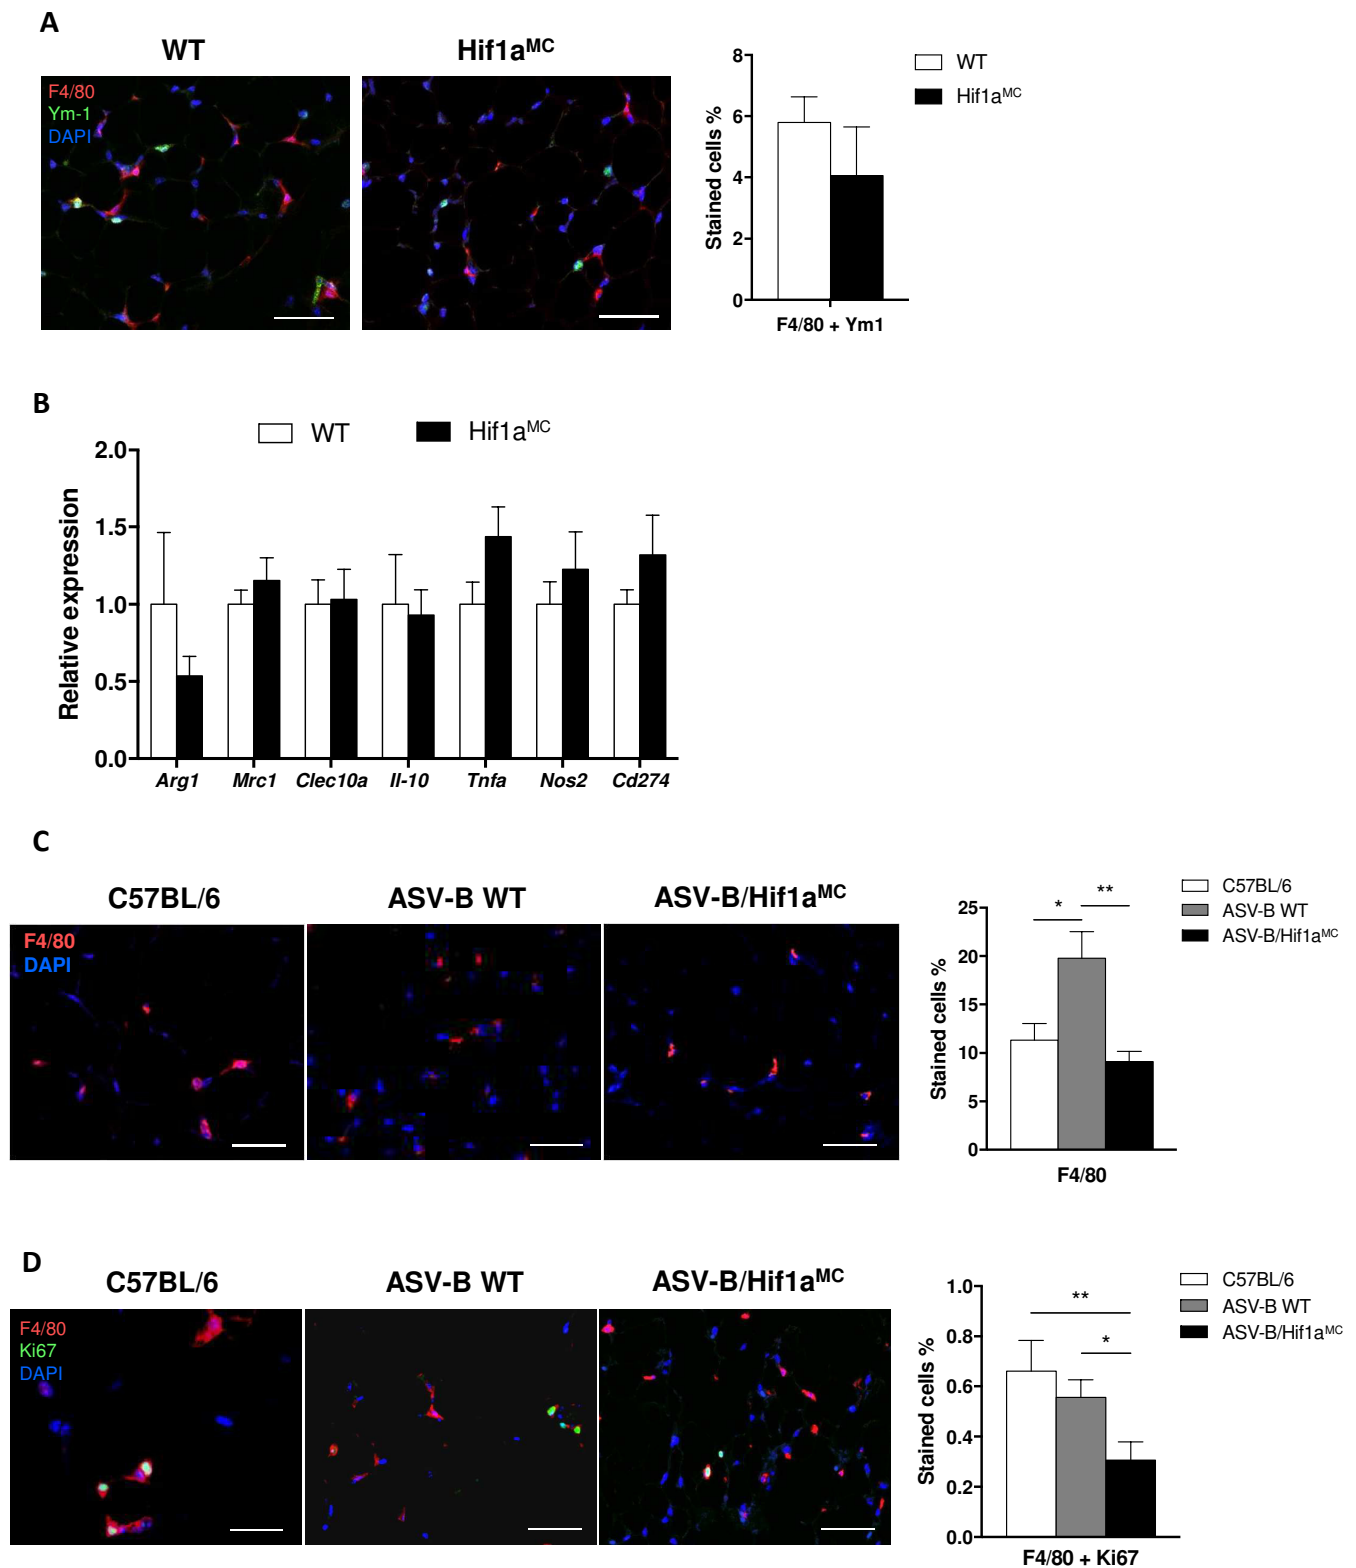 A
WT
Hif1aMC
F4/80
Ym-1
DAPI
8
6
4
2
0
Stained cells %
F4/80 + Ym1
WT
Hif1aMC
B
WT
Hif1aMC
2.0
1.5
1.0
0.5
0.0
Relative expression
Arg1 Mrc1 Clec10a Il-10 Tnfa Nos2 Cd274
C
C57BL/6
ASV-B WT
ASV-B/Hif1aMC
F4/80
DAPI
25
20
15
10
5
0
Stained cells %
* **
F4/80
C57BL/6
ASV-B WT
ASV-B/Hif1aMC
D
C57BL/6
ASV-B WT
ASV-B/Hif1aMC
F4/80
Ki67
DAPI
1.0
0.8
0.6
0.4
0.2
0.0
Stained cells %
**
*
F4/80 + Ki67
C57BL/6
ASV-B WT
ASV-B/Hif1aMC